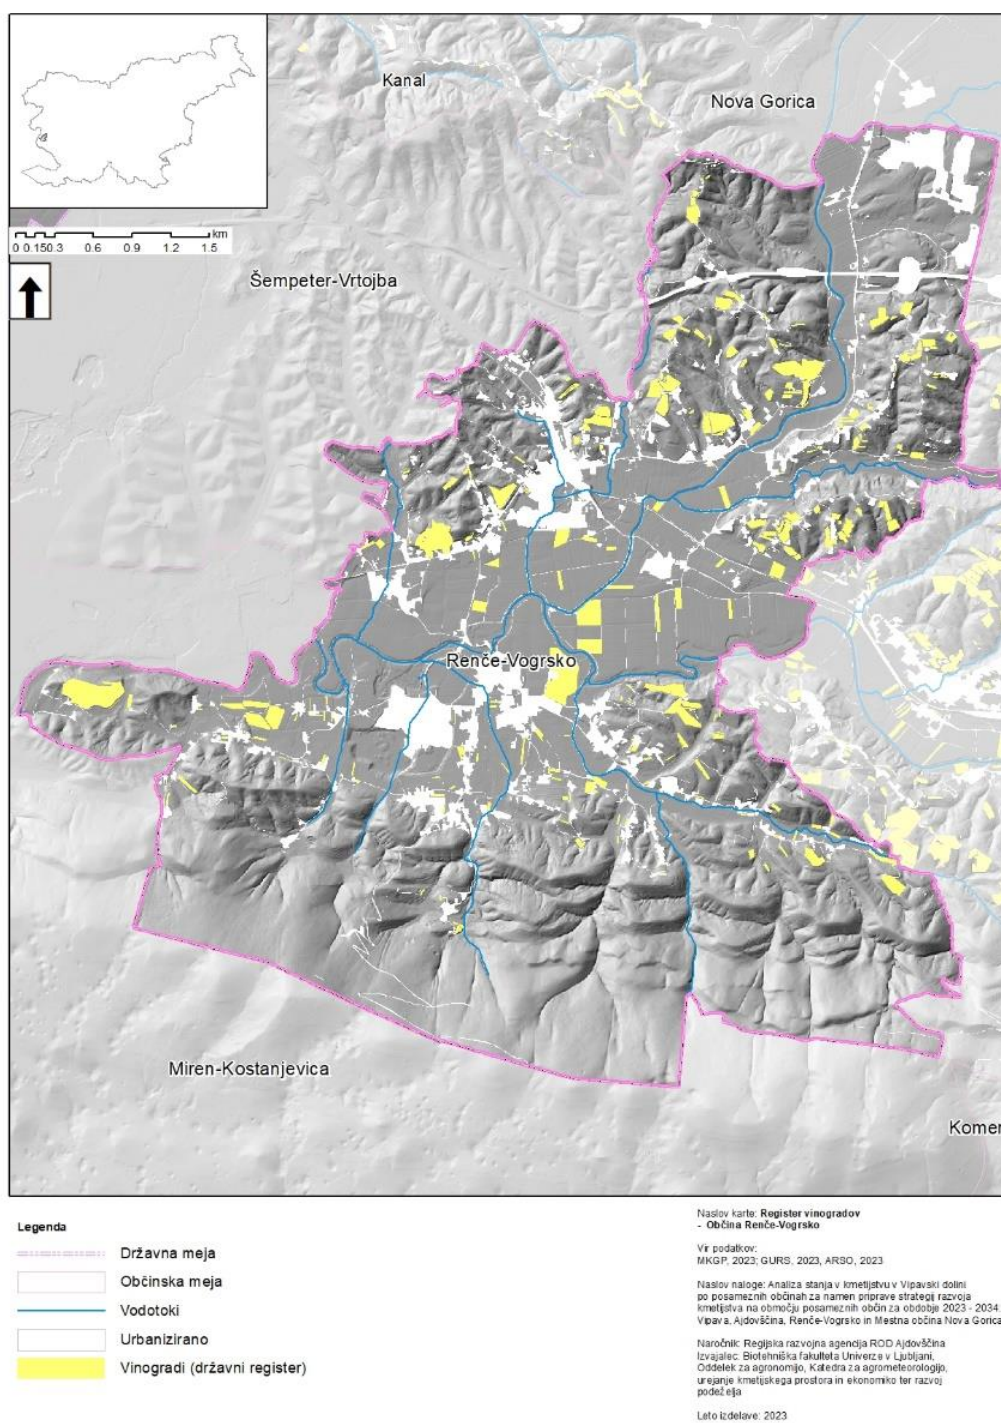 Kanal
Nova Gorica
km
0 0.150.3 0.6 0.9 1.2 1.5
Šempeter-Vrtojba
Renče-Vogrsko
Miren-Kostanjevica
Komen
Legenda
Državna meja
Občinska meja
Vodotoki
Urbanizirano
Vinogradi (državni register)
Naslov karte: Register vinogradov
- Občina Renče-Vogrsko
Vir podatkov:
MKGP, 2023; GURS, 2023, ARSO, 2023
Naslov naloge: Analiza stanja v kmetijstvu v Vipavski dolini
po posameznih občinah za namen priprave strategij razvoja
kmetijstva na območju posameznih občin za obdobje 2023 - 2034:
Vipava, Ajdovščina, Renče-Vogrsko in Mestna občina Nova Gorica
Naročnik: Regijska razvojna agencija ROD Ajdovščina
Izvajalec: Biotehniška fakulteta Univerze v Ljubljani,
Oddelek za agronomijo, Katedra za agrometeorologijo,
urejanje kmetijskega prostora in ekonomiko ter razvoj
podeželja
Leto izdelave: 2023